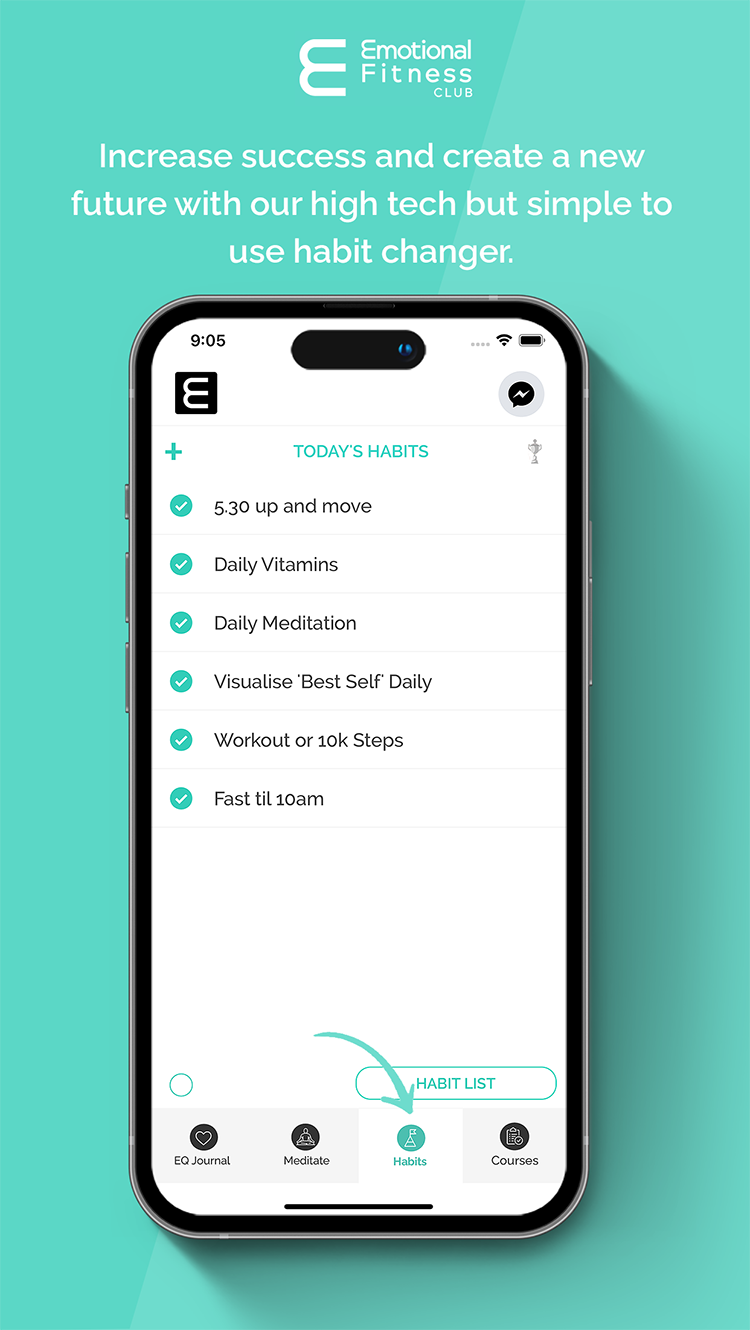 Emotional
Fitness
CLUB
Increase success and create a new
future with our high tech but simple to
use habit changer.
9:05
TODAY'S HABITS
5.30 up and move
Daily Vitamins
Daily Meditation
Visualise 'Best Self' Daily
Workout or 10k Steps
Fast til 10am
HABIT LIST
EQ Journal
Meditate
Habits
Courses